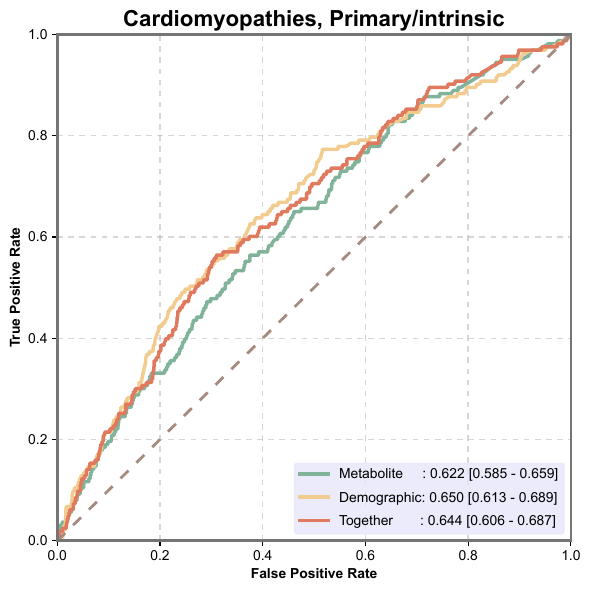 Cardiomyopathies, Primary/intrinsic
1.0
0.8
0.6
0.4
0.2
0.0
True Positive Rate
Metabolite : 0.622 [0.585 - 0.659]
Demographic: 0.650 [0.613 - 0.689]
Together : 0.644 [0.606 - 0.687]
0.0 0.2 0.4 0.6 0.8 1.0
False Positive Rate